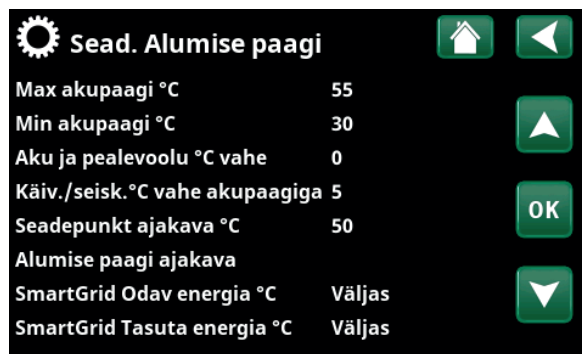 Sead. Alumise paagi
Max akupaagi °C 55
Min akupaagi °C 30
Aku ja pealevoolu °C vahe 0
Käiv./seisk.°C vahe akupaagiga 5
Seadepunkt ajakava °C 50
Alumise paagi ajakava
SmartGrid Odav energia °C Väljas
SmartGrid Tasuta energia °C Väljas
OK